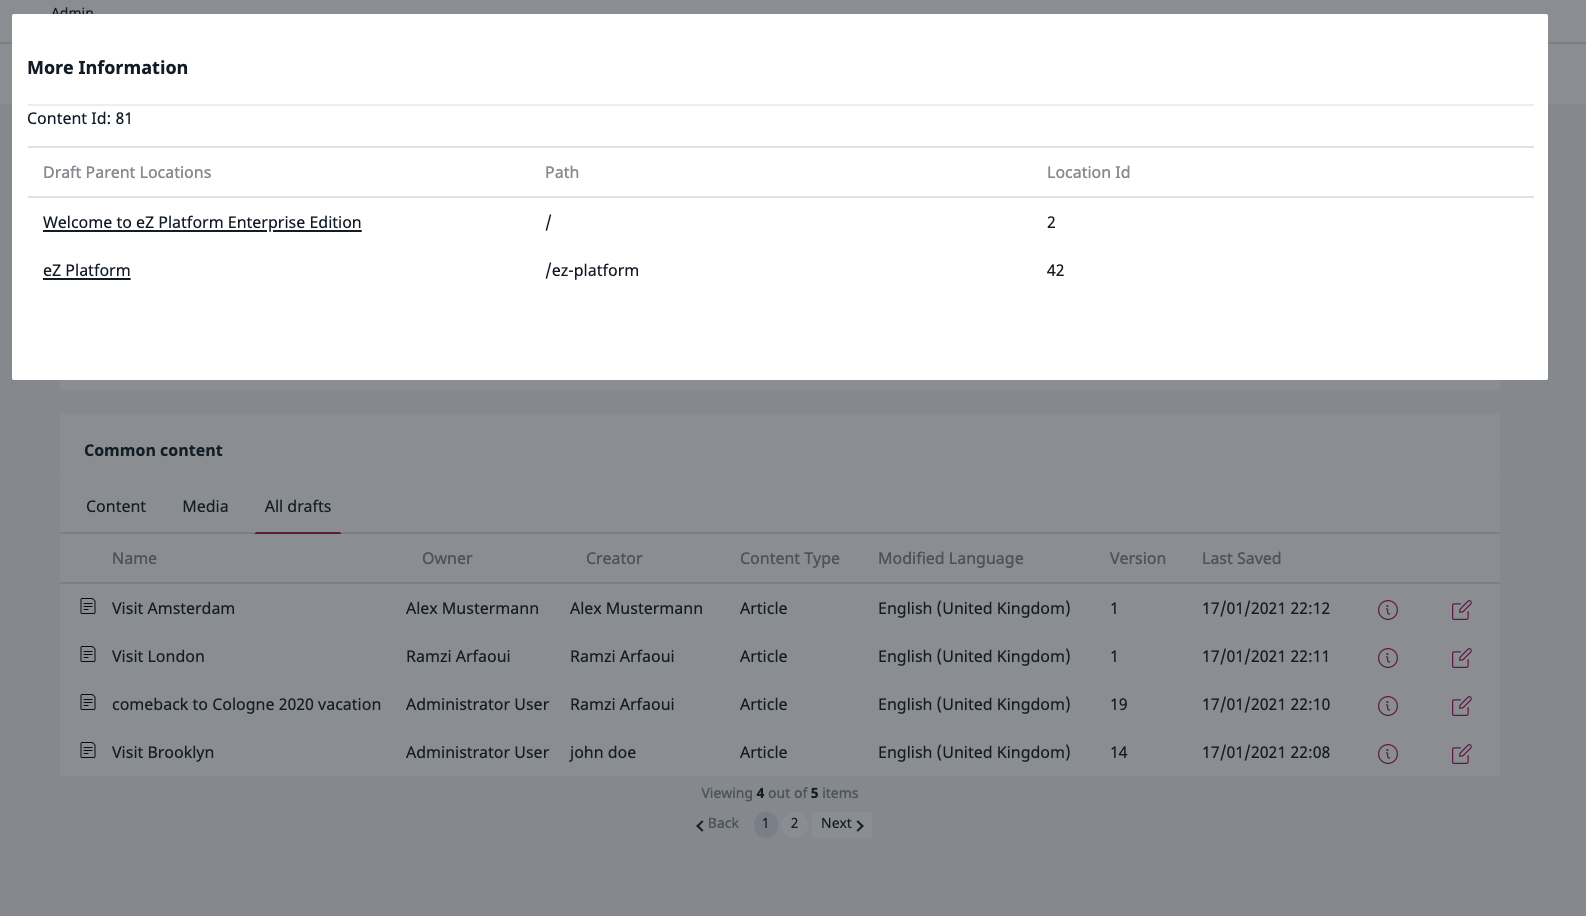 Admin
More Information
Content Id: 81
Draft Parent Locations Path Location Id
Welcome to eZ Platform Enterprise Edition / 2
eZ Platform /ez-platform 42
Common content
Content Media All drafts
Name Owner Creator Content Type Modified Language Version Last Saved
Visit Amsterdam Alex Mustermann Alex Mustermann Article English (United Kingdom) 1 17/01/2021 22:12
Visit London Ramzi Arfaoui Ramzi Arfaoui Article English (United Kingdom) 1 17/01/2021 22:11
comeback to Cologne 2020 vacation Administrator User Ramzi Arfaoui Article English (United Kingdom) 19 17/01/2021 22:10
Visit Brooklyn Administrator User john doe Article English (United Kingdom) 14 17/01/2021 22:08
Viewing 4 out of 5 items
Back 1 2 Next